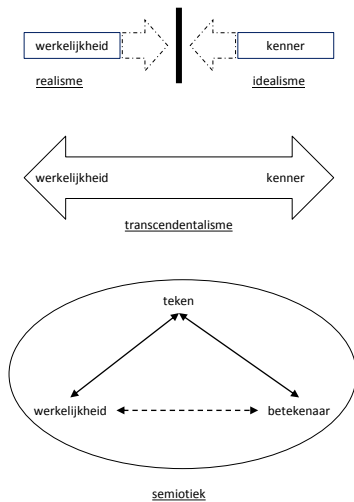 werkelijkheid kenner
realisme idealisme
werkelijkheid kenner
transcendentalisme
teken
werkelijkheid betekenaar
semiotiek